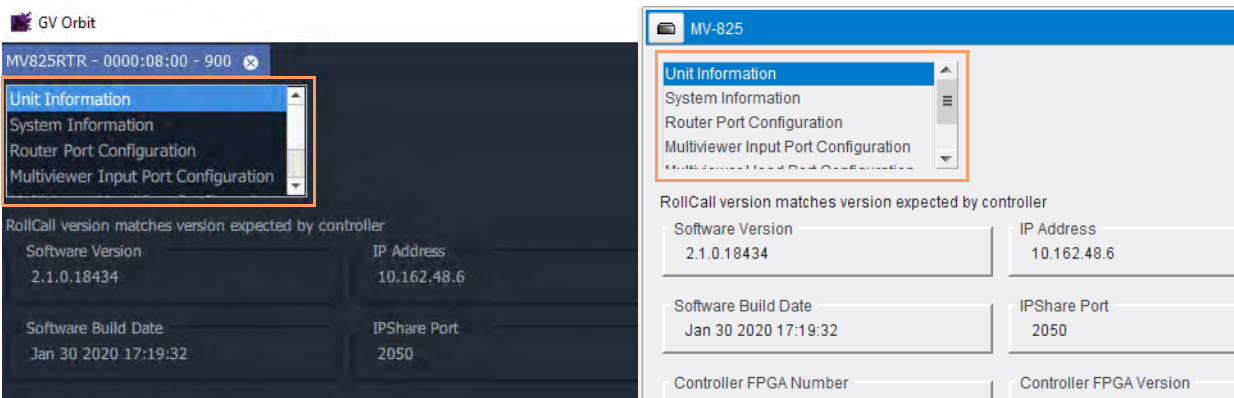 GV Orbit
MV825RTR - 0000:08:00 - 900
Unit Information
System Information
Router Port Configuration
Multiviewer Input Port Configuration
RollCall version matches version expected by controller
Software Version
2.1.0.18434
IP Address
10.162.48.6
Software Build Date
Jan 30 2020 17:19:32
IPShare Port
2050
MV-825
Unit Information
System Information
Router Port Configuration
Multiviewer Input Port Configuration
Multiviewer Head Port Configuration
RollCall version matches version expected by controller
Software Version
2.1.0.18434
IP Address
10.162.48.6
Software Build Date
Jan 30 2020 17:19:32
IPShare Port
2050
Controller FPGA Number
Controller FPGA Version